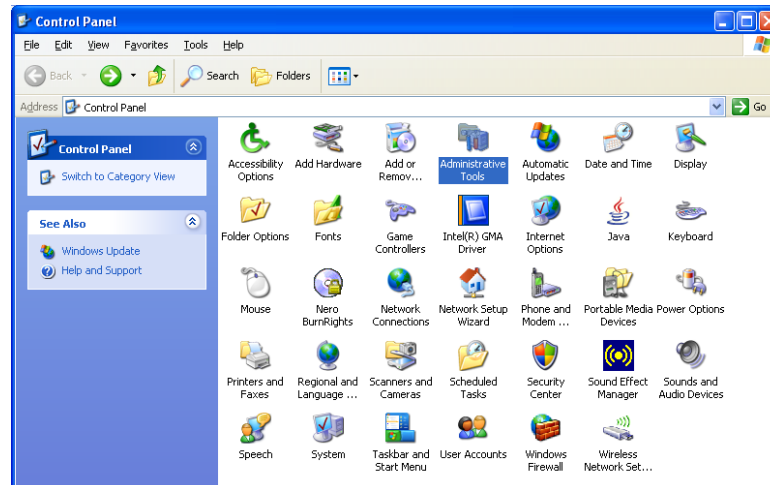 Control Panel
File Edit View Favorites Tools Help
Back Search Folders
Address Control Panel Go
Control Panel
Switch to Category View
See Also
Windows Update
Help and Support
Accessibility Options
Add Hardware
Add or Remov...
Administrative Tools
Automatic Updates
Date and Time
Display
Folder Options
Fonts
Game Controllers
Intel(R) GMA Driver
Internet Options
Java
Keyboard
Mouse
Nero BurnRights
Network Connections
Network Setup Wizard
Phone and Modem ...
Portable Media Devices
Power Options
Printers and Faxes
Regional and Language ...
Scanners and Cameras
Scheduled Tasks
Security Center
Sound Effect Manager
Sounds and Audio Devices
Speech
System
Taskbar and Start Menu
User Accounts
Windows Firewall
Wireless Network Set...